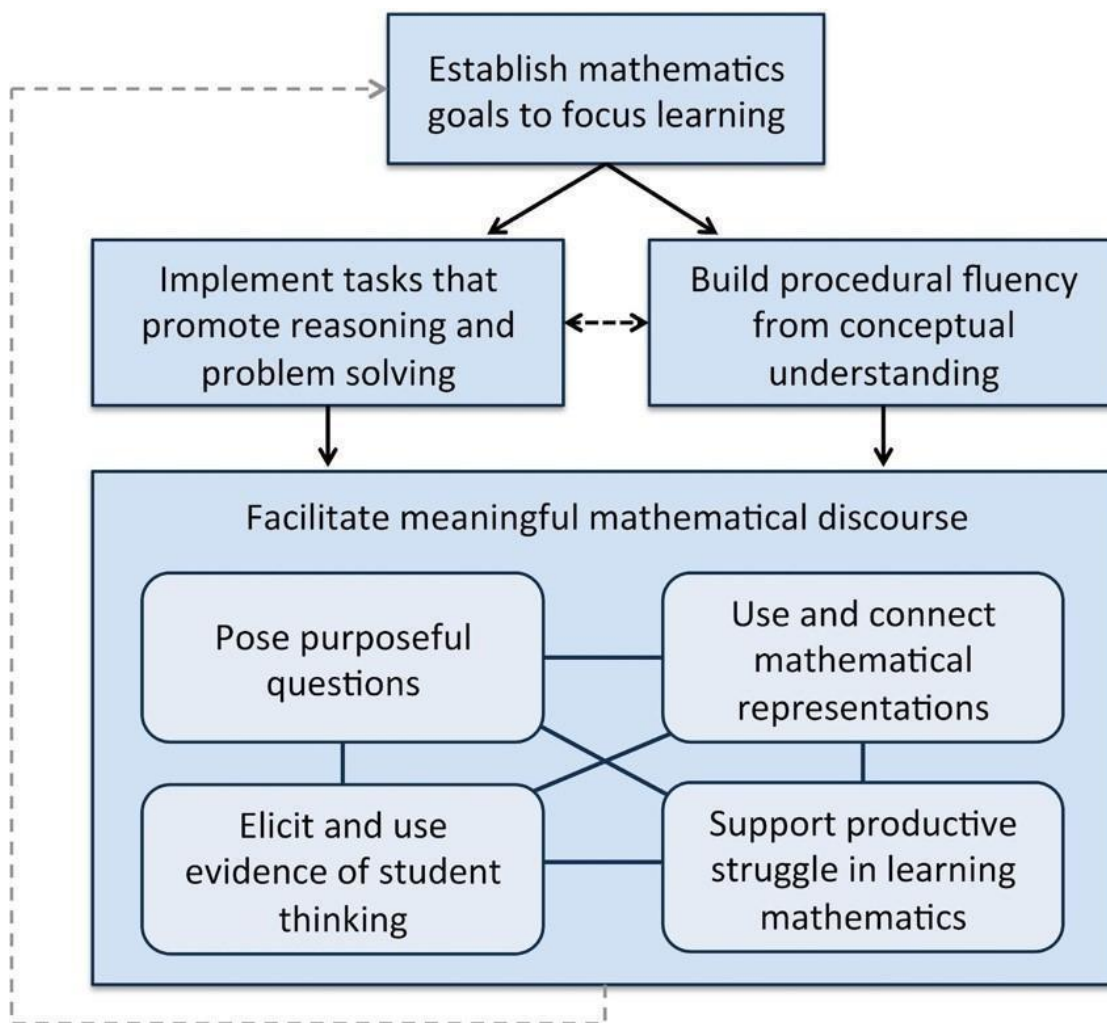 Establish mathematics
goals to focus learning
Implement tasks that
promote reasoning and
problem solving
Build procedural fluency
from conceptual
understanding
Facilitate meaningful mathematical discourse
Pose purposeful
questions
Use and connect
mathematical
representations
Elicit and use
evidence of student
thinking
Support productive
struggle in learning
mathematics